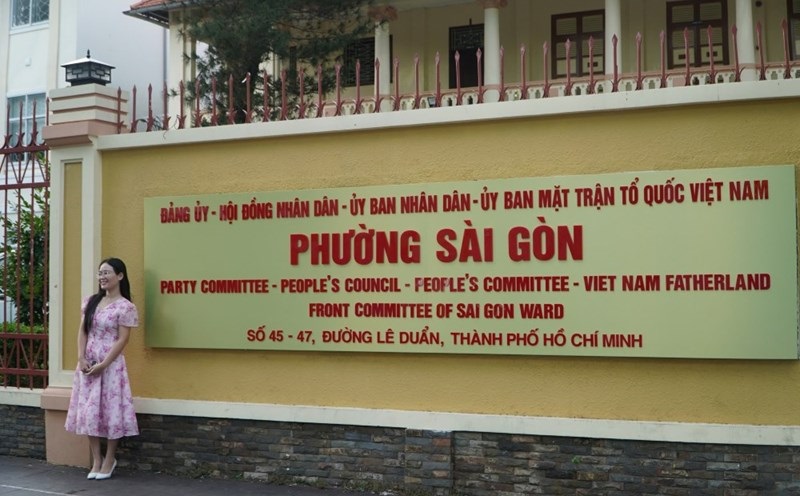 ĐẢNG ỦY - HỘI ĐỒNG NHÂN DÂN - ỦY BAN NHÂN DÂN - ỦY BAN MẶT TRẬN TỔ QUỐC VIỆT NAM
PHƯỜNG SÀI GÒN
PARTY COMMITTEE - PEOPLE'S COUNCIL - PEOPLE'S COMMITTEE - VIET NAM FATHERLAND
FRONT COMMITTEE OF SAI GON WARD
SỐ 45 - 47, ĐƯỜNG LÊ DUẨN, THÀNH PHỐ HỒ CHÍ MINH